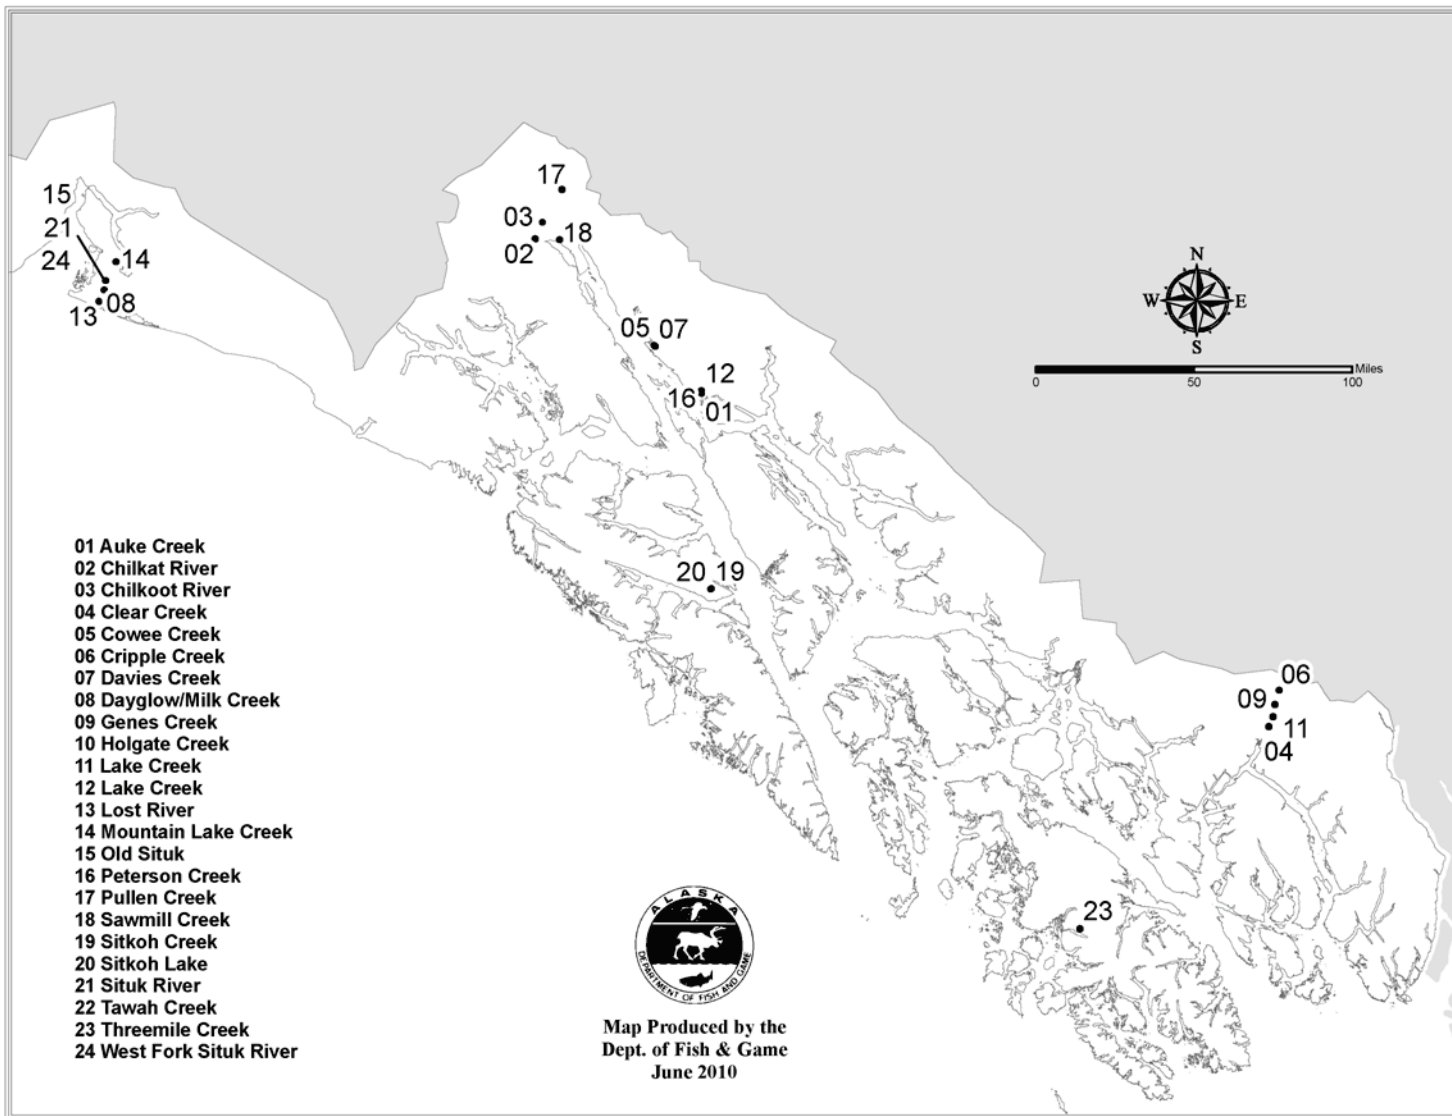 17
15
03
21
18
02
24
14
N
08
13
W
E
05 07
S
Miles
0
50
100
12
16
01
01 Auke Creek
02 Chilkat River
03 Chilkoot River
04 Clear Creek
05 Cowee Creek
06 Cripple Creek
07 Davies Creek
08 Dayglow/Milk Creek
09 Genes Creek
10 Holgate Creek
11 Lake Creek
12 Lake Creek
13 Lost River
14 Mountain Lake Creek
15 Old Situk
16 Peterson Creek
17 Pullen Creek
18 Sawmill Creek
19 Sitkoh Creek
20 Sitkoh Lake
21 Situk River
22 Tawah Creek
23 Threemile Creek
24 West Fork Situk River
20 19
06
09
11
04
23
ALASKA
DEPARTMENT OF FISH AND GAME
Map Produced by the
Dept. of Fish & Game
June 2010